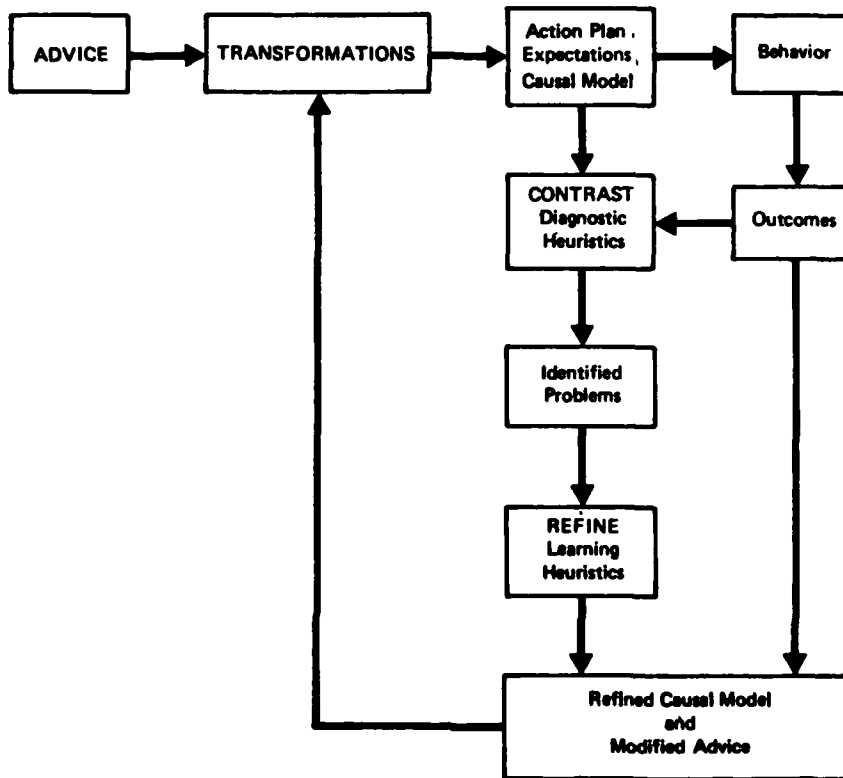 ADVICE
TRANSFORMATIONS
Action Plan,
Expectations,
Causal Model
Behavior
CONTRAST
Diagnostic
Heuristics
Outcomes
Identified
Problems
REFINE
Learning
Heuristics
Refined Causal Model
and
Modified Advice